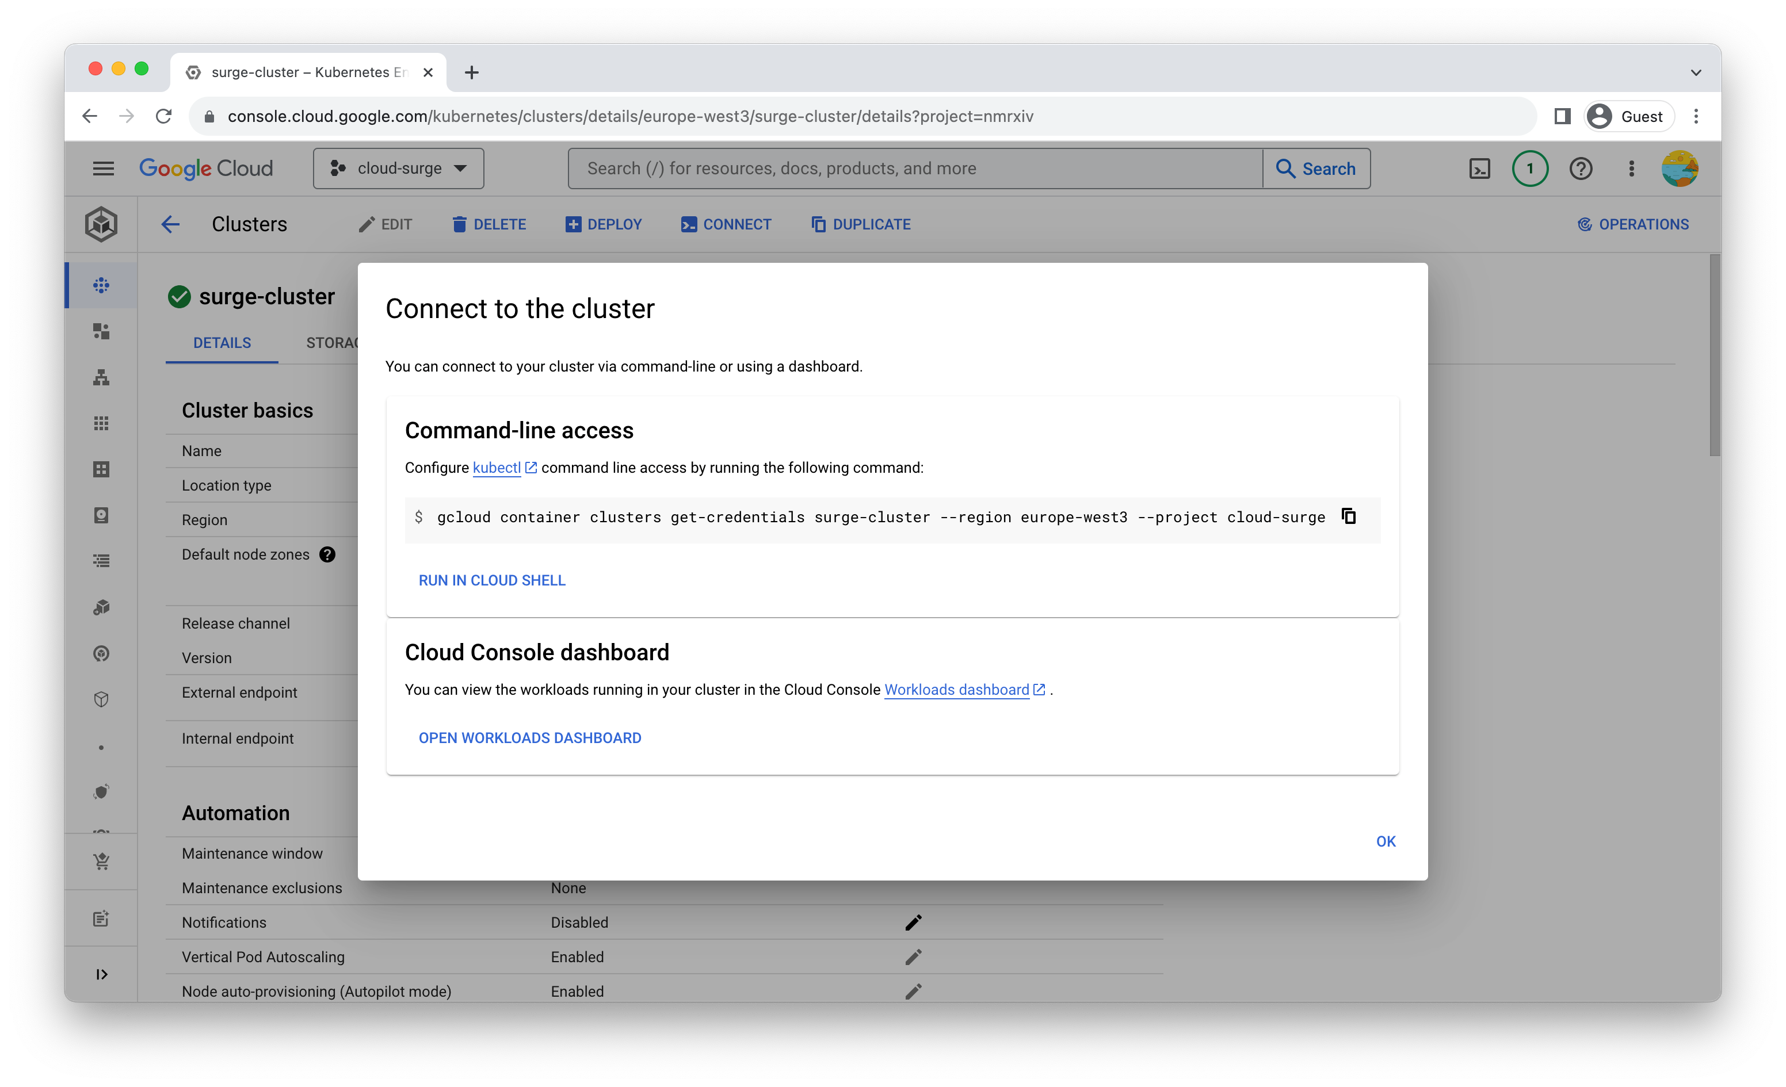 surge-cluster – Kubernetes En
console.cloud.google.com/kubernetes/clusters/details/europe-west3/surge-cluster/details?project=nmrxiv
Guest
Google Cloud
cloud-surge
Search (/) for resources, docs, products, and more
Search
1
Clusters
EDIT
DELETE
DEPLOY
CONNECT
DUPLICATE
OPERATIONS
surge-cluster
DETAILS
STORAG
Cluster basics
Name
Location type
Region
Default node zones
Release channel
Version
External endpoint
Internal endpoint
Automation
Maintenance window
Maintenance exclusions None
Notifications Disabled
Vertical Pod Autoscaling Enabled
Node auto-provisioning (Autopilot mode) Enabled
Connect to the cluster
You can connect to your cluster via command-line or using a dashboard.
Command-line access
Configure kubectl command line access by running the following command:
$ gcloud container clusters get-credentials surge-cluster --region europe-west3 --project cloud-surge
RUN IN CLOUD SHELL
Cloud Console dashboard
You can view the workloads running in your cluster in the Cloud Console Workloads dashboard .
OPEN WORKLOADS DASHBOARD
OK